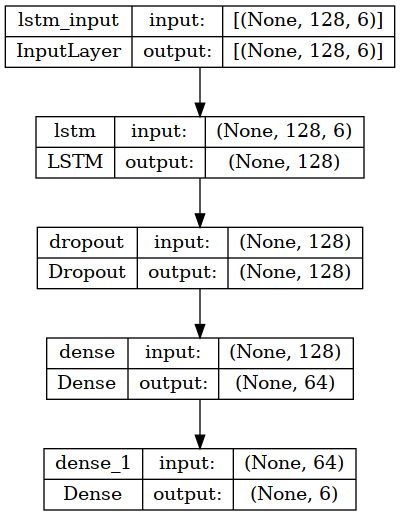 lstm_input input: [(None, 128, 6)]
InputLayer output: [(None, 128, 6)]
lstm input: (None, 128, 6)
LSTM output: (None, 128)
dropout input: (None, 128)
Dropout output: (None, 128)
dense input: (None, 128)
Dense output: (None, 64)
dense_1 input: (None, 64)
Dense output: (None, 6)